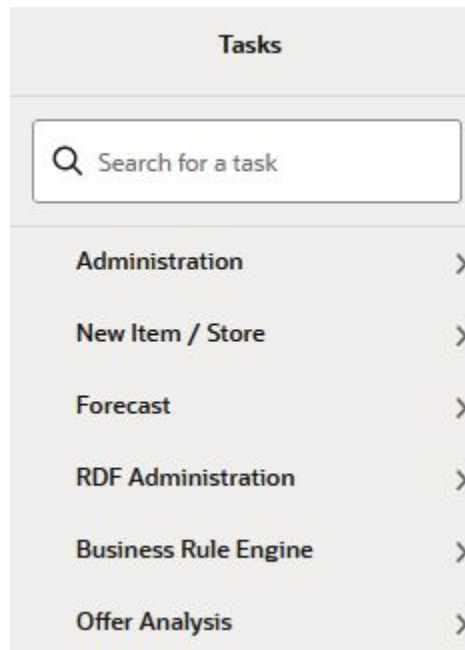 Tasks
Search for a task
Administration
New Item / Store
Forecast
RDF Administration
Business Rule Engine
Offer Analysis